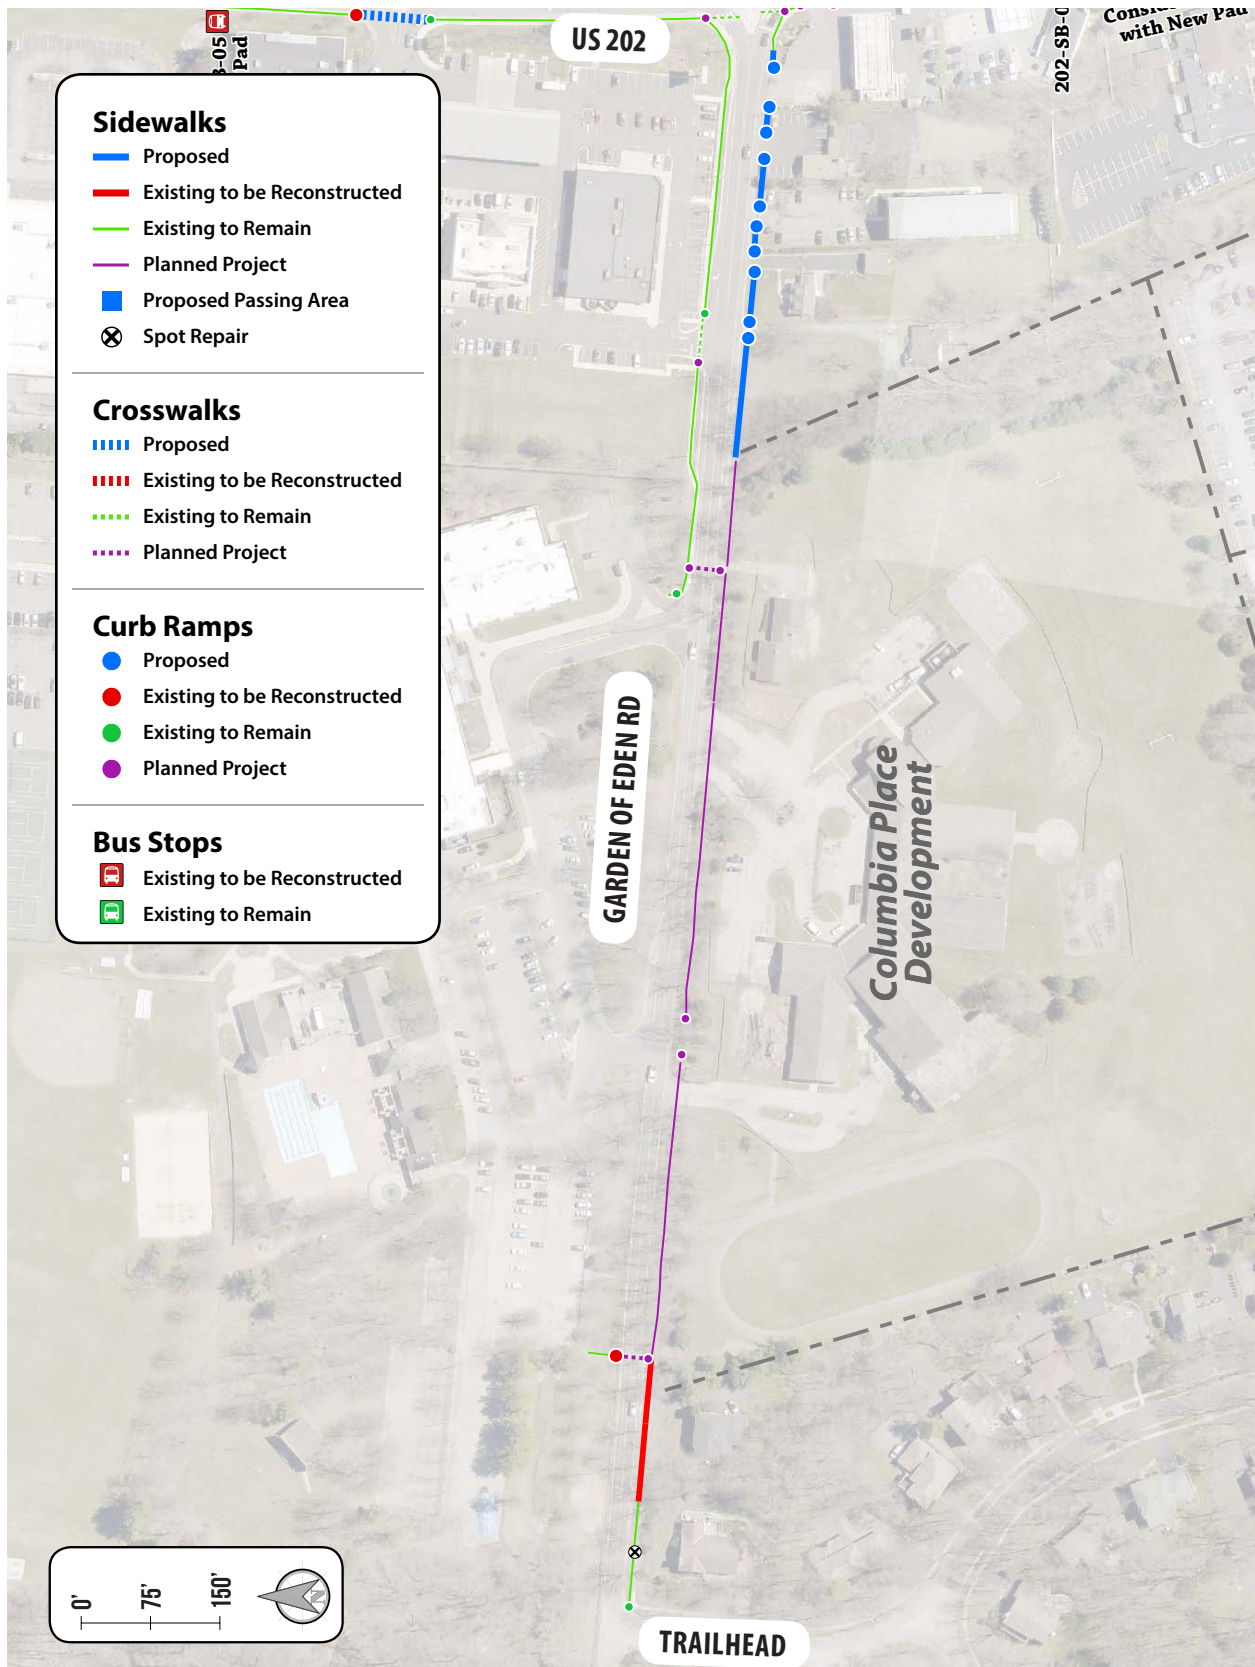 US 202
Pad
with New Pad
Sidewalks
Proposed
Existing to be Reconstructed
Existing to Remain
Planned Project
Proposed Passing Area
Spot Repair
Crosswalks
Proposed
Existing to be Reconstructed
Existing to Remain
Planned Project
Curb Ramps
Proposed
Existing to be Reconstructed
Existing to Remain
Planned Project
Bus Stops
Existing to be Reconstructed
Existing to Remain
GARDEN OF EDEN RD
Columbia Place
Development
0'
75'
150'
N
TRAILHEAD